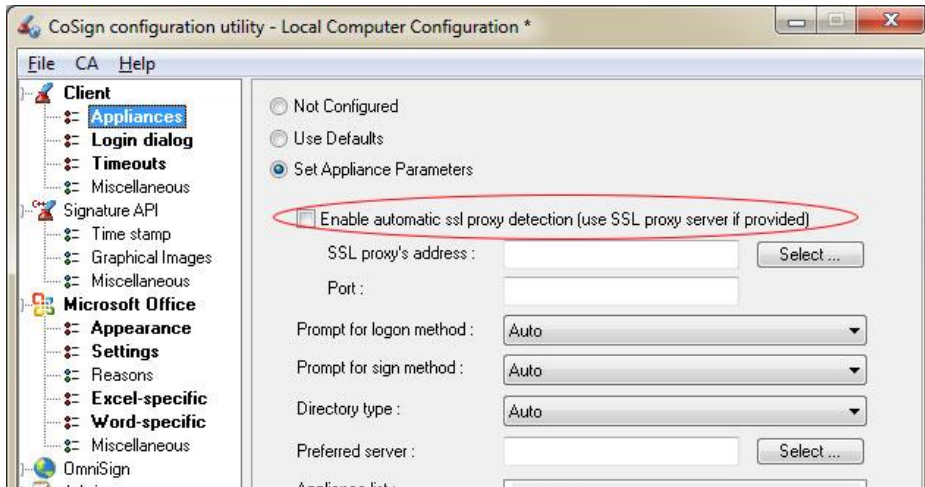 CoSign configuration utility - Local Computer Configuration *
File CA Help
Client
Appliances
Login dialog
Timeouts
Miscellaneous
Signature API
Time stamp
Graphical Images
Miscellaneous
Microsoft Office
Appearance
Settings
Reasons
Excel-specific
Word-specific
Miscellaneous
OmniSign
Not Configured
Use Defaults
Set Appliance Parameters
Enable automatic ssl proxy detection (use SSL proxy server if provided)
SSL proxy's address : Select ...
Port :
Prompt for logon method : Auto
Prompt for sign method : Auto
Directory type : Auto
Preferred server : Select ...